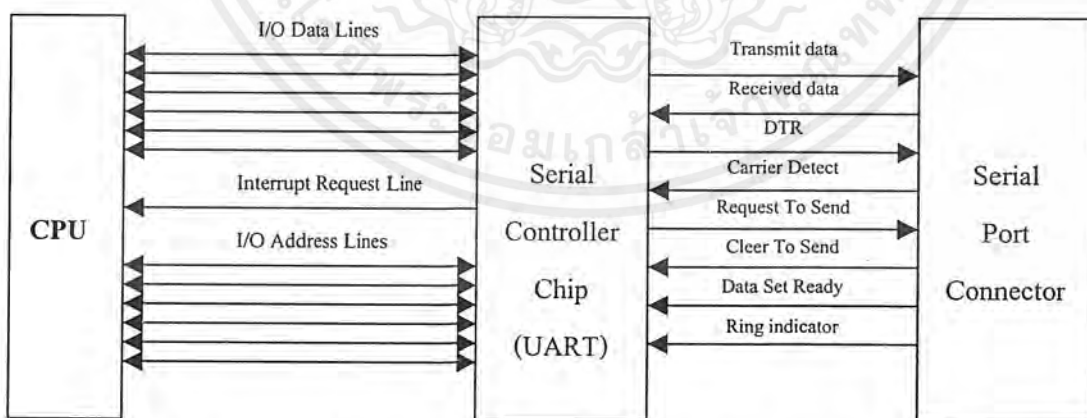 I/O Data Lines
Interrupt Request Line
I/O Address Lines
CPU
Serial
Controller
Chip
(UART)
Transmit data
Received data
DTR
Carrier Detect
Request To Send
Cleer To Send
Data Set Ready
Ring indicator
Serial
Port
Connector